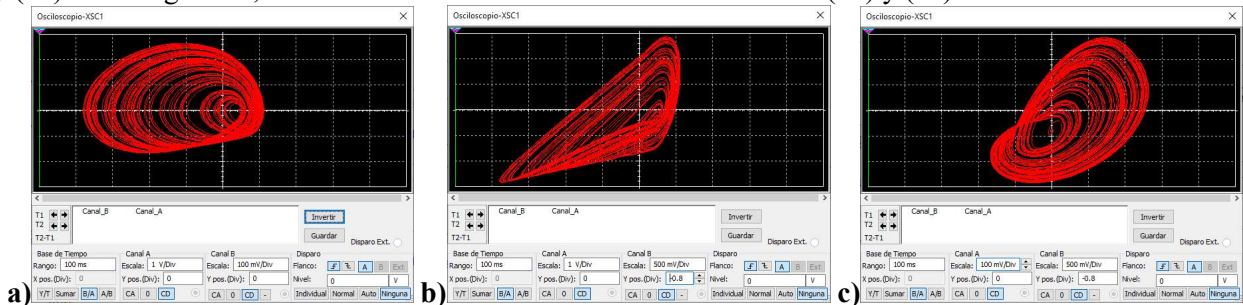 (        )         g       ,                                                                              (    ) y (    )
Osciloscopio-XSC1
T1
T2
T2-T1
Canal_B Canal_A
Invertir
Guardar
Disparo Ext.
Base de Tiempo Canal A Canal B Disparo
Rango: 100 ms Escala: 1 V/Div Escala: 100 mV/Div Flanco: A B Ext
X pos.(Div): 0 Y pos.(Div): 0 Y pos.(Div): 0 Nivel: 0 V
Y/T Sumar B/A A/B CA 0 CD CA 0 CD - Individual Normal Auto Ninguna
a)
Osciloscopio-XSC1
T1
T2
T2-T1
Canal_B Canal_A
Invertir
Guardar
Disparo Ext.
Base de Tiempo Canal A Canal B Disparo
Rango: 100 ms Escala: 1 V/Div Escala: 500 mV/Div Flanco: A B Ext
X pos.(Div): 0 Y pos.(Div): 0 Y pos.(Div): -0.8 Nivel: 0 V
Y/T Sumar B/A A/B CA 0 CD CA 0 CD - Individual Normal Auto Ninguna
b)
Osciloscopio-XSC1
T1
T2
T2-T1
Canal_B Canal_A
Invertir
Guardar
Disparo Ext.
Base de Tiempo Canal A Canal B Disparo
Rango: 100 ms Escala: 100 mV/Div Escala: 500 mV/Div Flanco: A B Ext
X pos.(Div): 0 Y pos.(Div): 0 Y pos.(Div): -0.8 Nivel: 0 V
Y/T Sumar B/A A/B CA 0 CD CA 0 CD - Individual Normal Auto Ninguna
c)